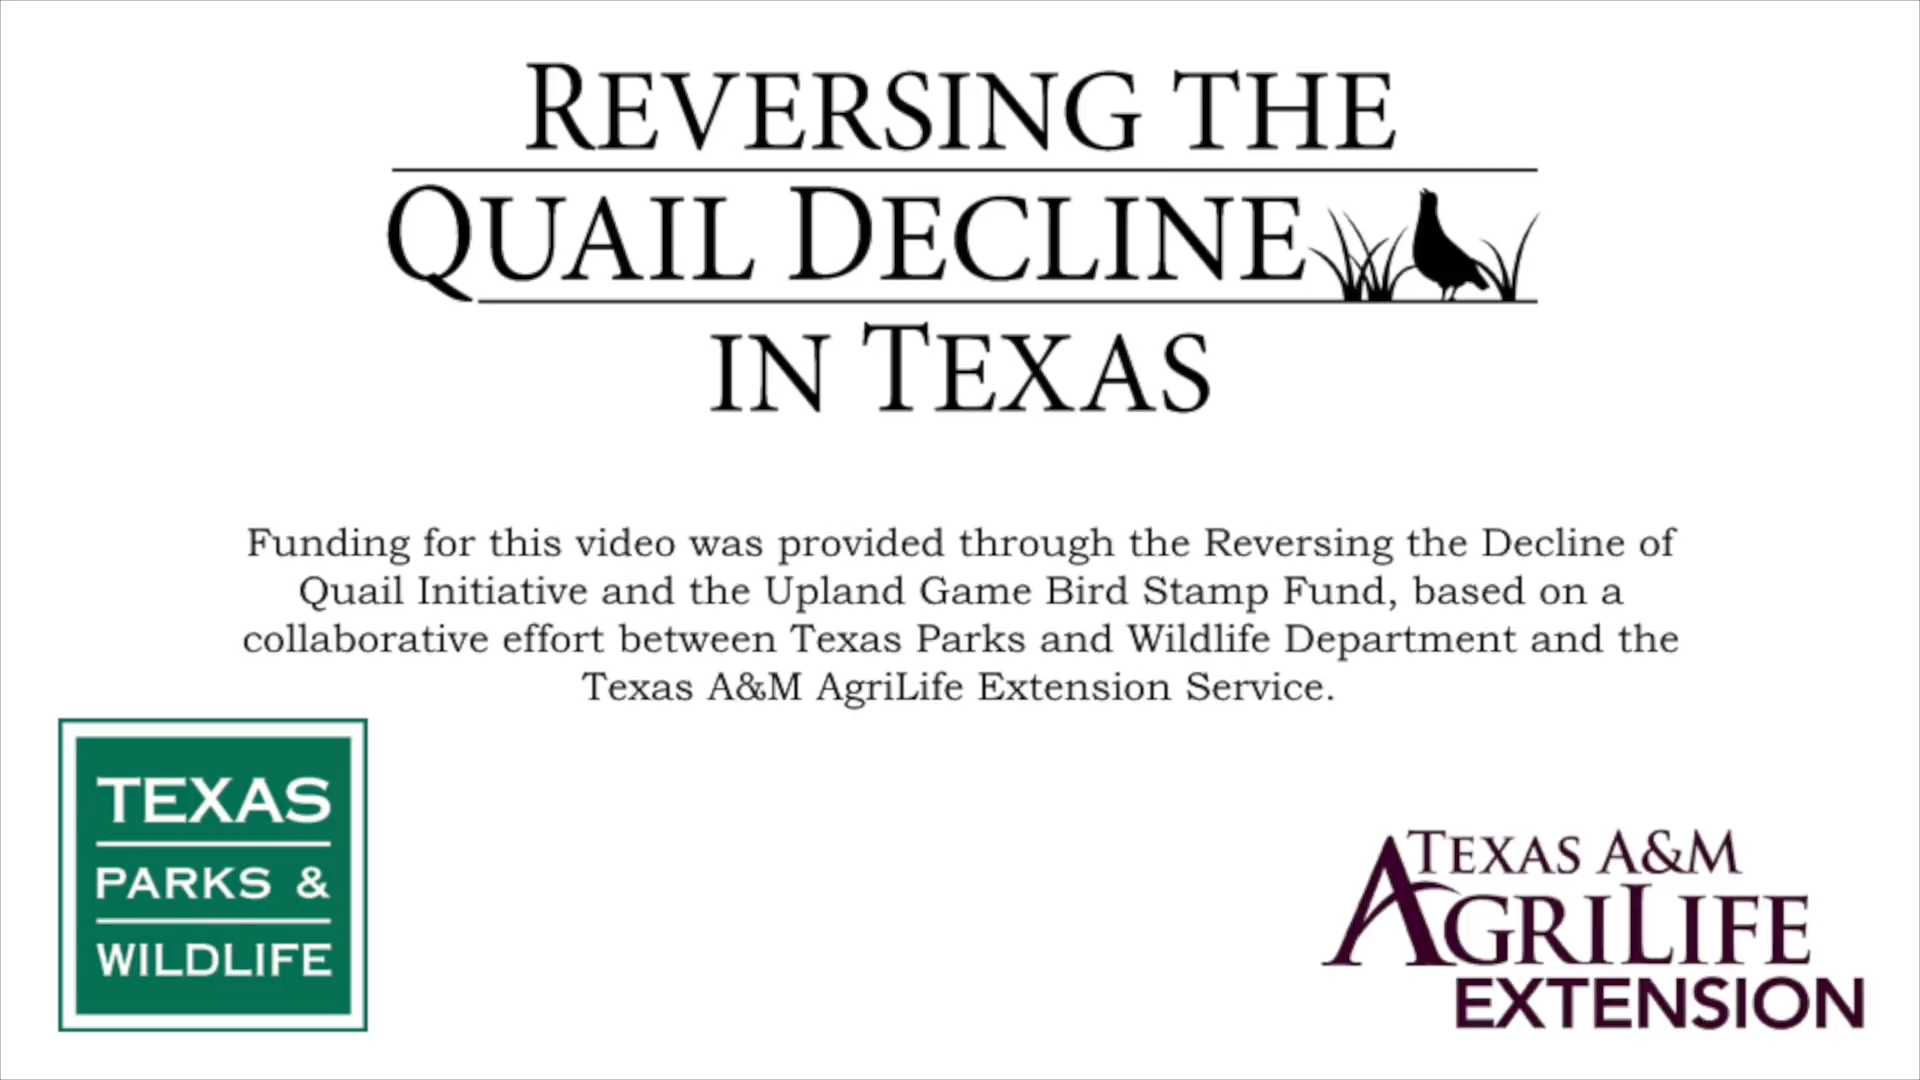 REVERSING THE
QUAIL DECLINE
IN TEXAS
Funding for this video was provided through the Reversing the Decline of
Quail Initiative and the Upland Game Bird Stamp Fund, based on a
collaborative effort between Texas Parks and Wildlife Department and the
Texas A&M AgriLife Extension Service.
TEXAS
PARKS &
WILDLIFE
TEXAS A&M
AGRILIFE
EXTENSION